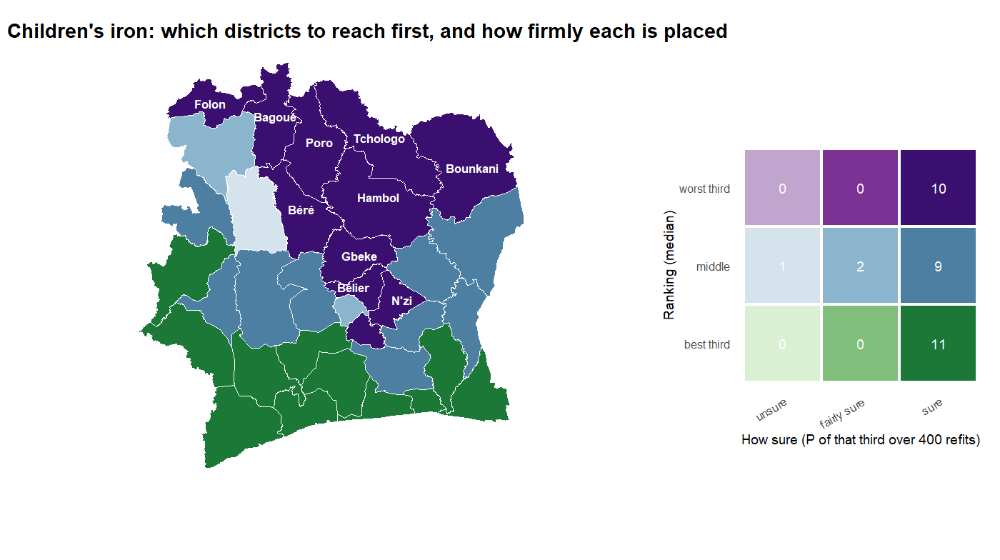 Children's iron: which districts to reach first, and how firmly each is placed
Folon
Bagoué
Poro
Tchologo
Bounkani
Hambol
Béré
Gbeke
Bélier
N'zi
Ranking (median)
worst third
0
0
10
middle
1
2
9
best third
0
0
11
unsure
fairly sure
sure
How sure (P of that third over 400 refits)